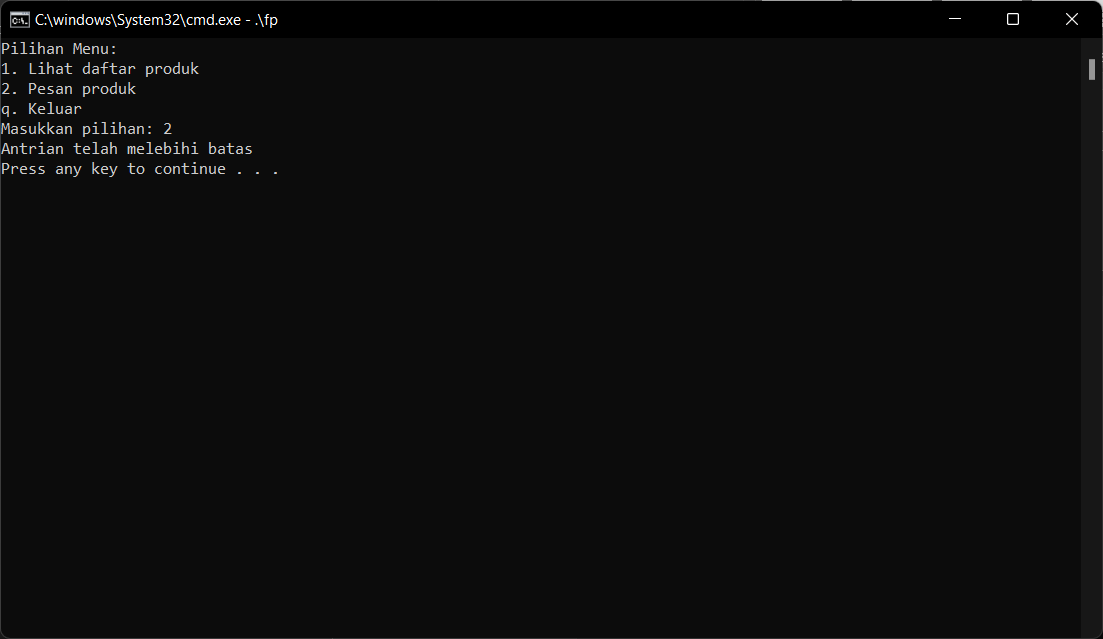 C:\windows\System32\cmd.exe - .\fp
Pilihan Menu:
1. Lihat daftar produk
2. Pesan produk
q. Keluar
Masukkan pilihan: 2
Antrian telah melebihi batas
Press any key to continue . . .